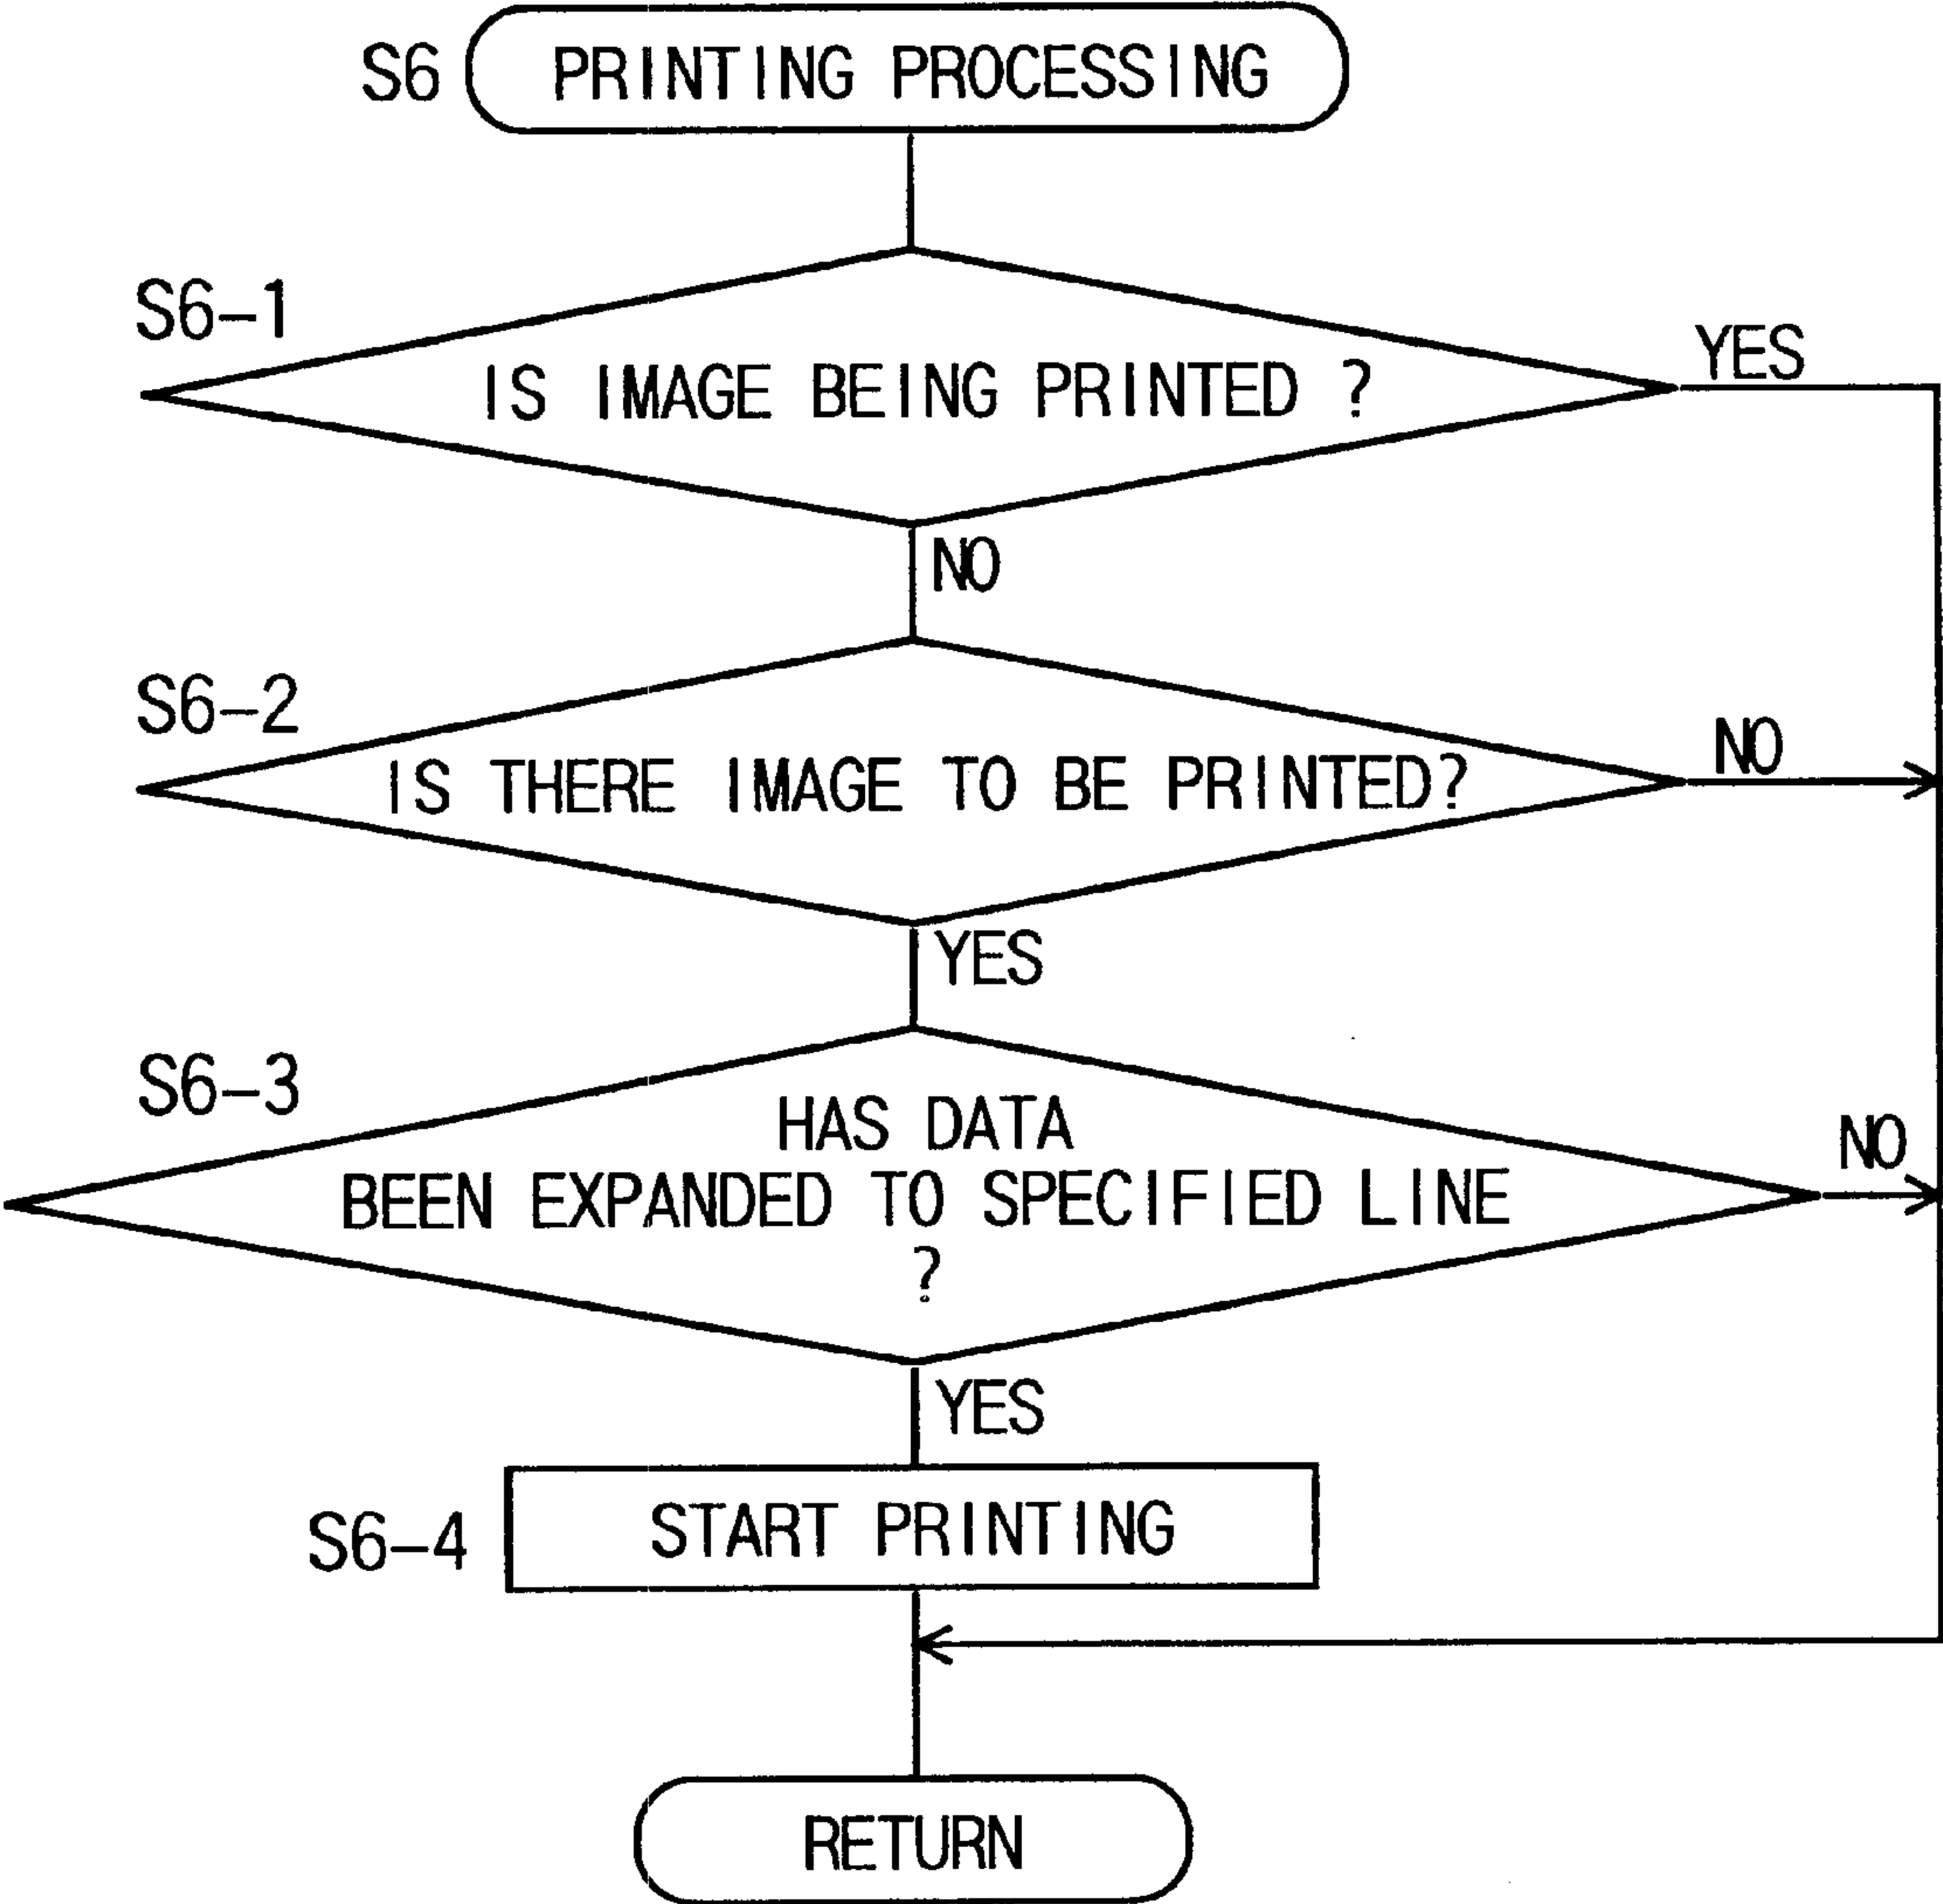 S6 PRINTING PROCESSING
S6-1
IS IMAGE BEING PRINTED ?
YES
NO
S6-2
IS THERE IMAGE TO BE PRINTED?
NO
YES
S6-3
HAS DATA
BEEN EXPANDED TO SPECIFIED LINE
?
NO
YES
S6-4 START PRINTING
RETURN